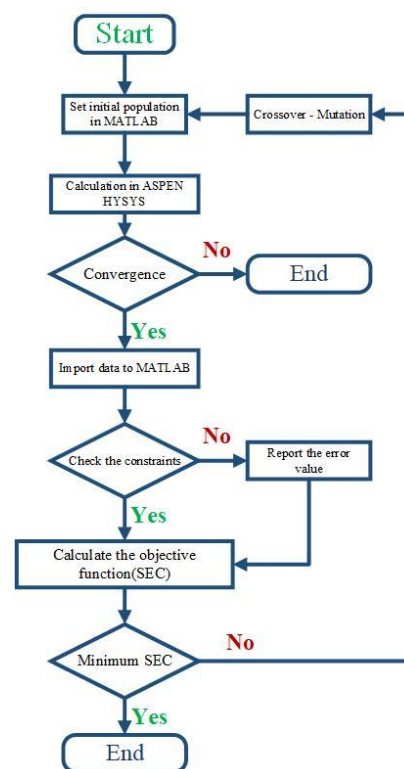 Start
Set initial population
in MATLAB
Crossover - Mutation
Calculation in ASPEN
HYSYS
Convergence
No
End
Yes
Import data to MATLAB
Check the constraints
No
Report the error
value
Yes
Calculate the objective
function(SEC)
Minimum SEC
No
Yes
End